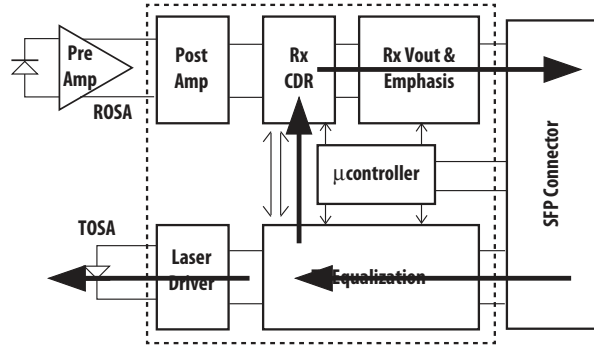 Pre
Amp
ROSA
Post
Amp
Rx
CDR
Rx Vout &
Emphasis
μcontroller
SFP Connector
TOSA
Laser
Driver
Equalization